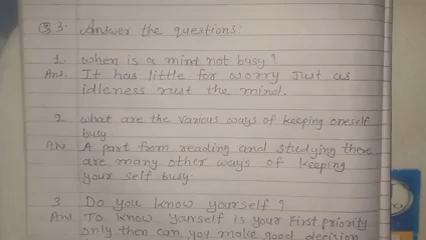 Q3. Answer the questions:
1. when is a mind not busy?
Ans. It has little for worry Just as
idleness rust the mind.
2. what are the various ways of keeping oneself
busy.
Ans A part from reading and studying there
are many other ways of keeping
your self busy.
3 Do you know yourself?
Ans To know yourself is your First priority
only then can you make good decision